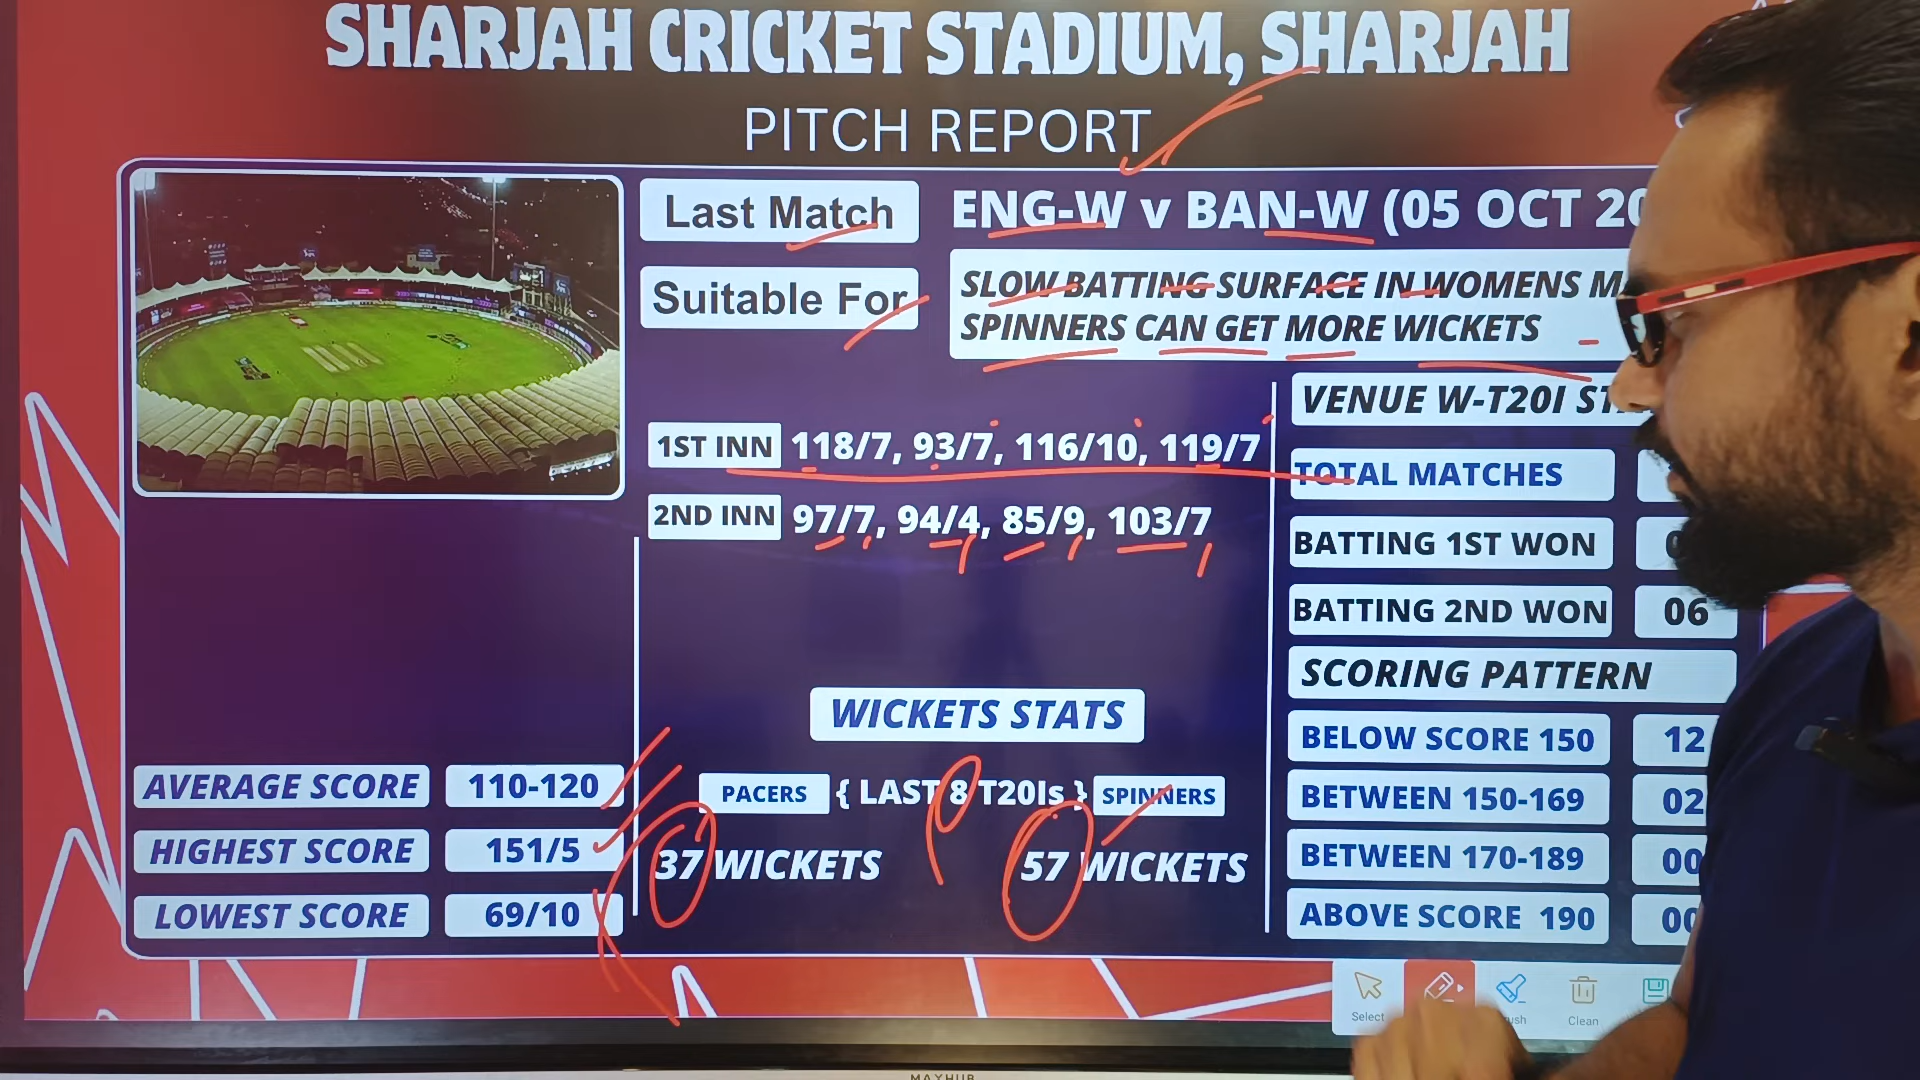 SHARJAH CRICKET STADIUM, SHARJAH
PITCH REPORT
Last Match
ENG-W v BAN-W (05 OCT 20
Suitable For
SLOW BATTING SURFACE IN WOMENS M
SPINNERS CAN GET MORE WICKETS
1ST INN 118/7, 93/7, 116/10, 119/7
2ND INN 97/7, 94/4, 85/9, 103/7
VENUE W-T20I
TOTAL MATCHES
BATTING 1ST WON
BATTING 2ND WON 06
SCORING PATTERN
BELOW SCORE 150 12
BETWEEN 150-169 02
BETWEEN 170-189 00
ABOVE SCORE 190 00
WICKETS STATS
PACERS { LAST 8 T20Is } SPINNERS
37 WICKETS 57 WICKETS
AVERAGE SCORE 110-120
HIGHEST SCORE 151/5
LOWEST SCORE 69/10
Select
Clean
MAXHUB